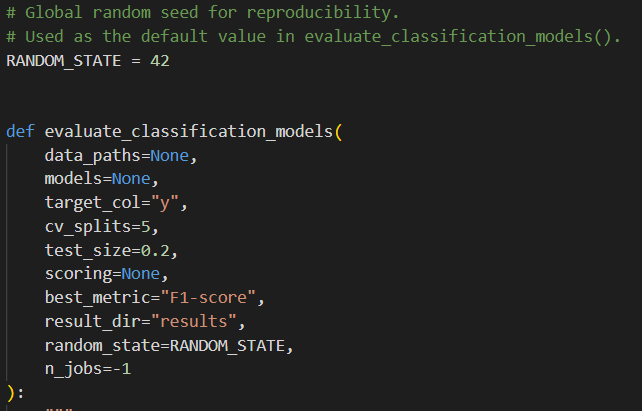 # Global random seed for reproducibility.
# Used as the default value in evaluate_classification_models().
RANDOM_STATE = 42
def evaluate_classification_models(
    data_paths=None,
    models=None,
    target_col="y",
    cv_splits=5,
    test_size=0.2,
    scoring=None,
    best_metric="F1-score",
    result_dir="results",
    random_state=RANDOM_STATE,
    n_jobs=-1
):
    """